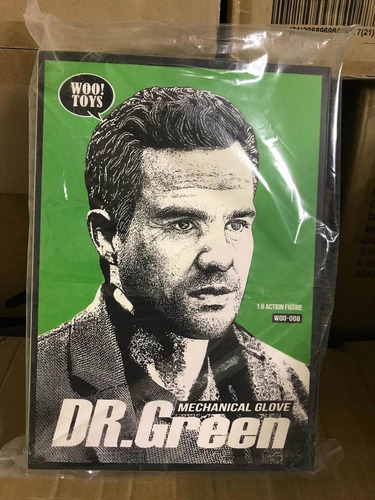 WOO!
TOYS
1:6 ACTION FIGURE
WOO-008
MECHANICAL GLOVE
DR.Green